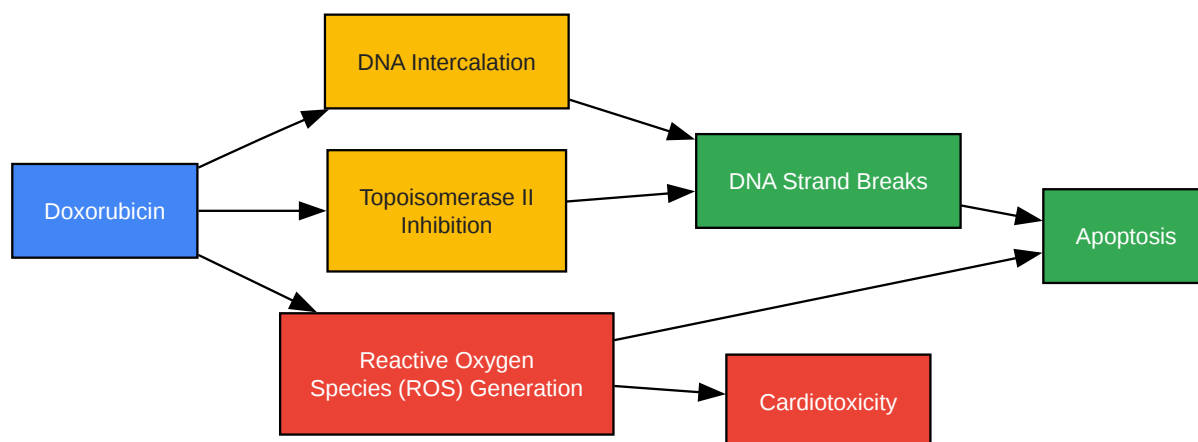 DNA Intercalation
Doxorubicin
Topoisomerase II
Inhibition
DNA Strand Breaks
Apoptosis
Reactive Oxygen
Species (ROS) Generation
Cardiotoxicity